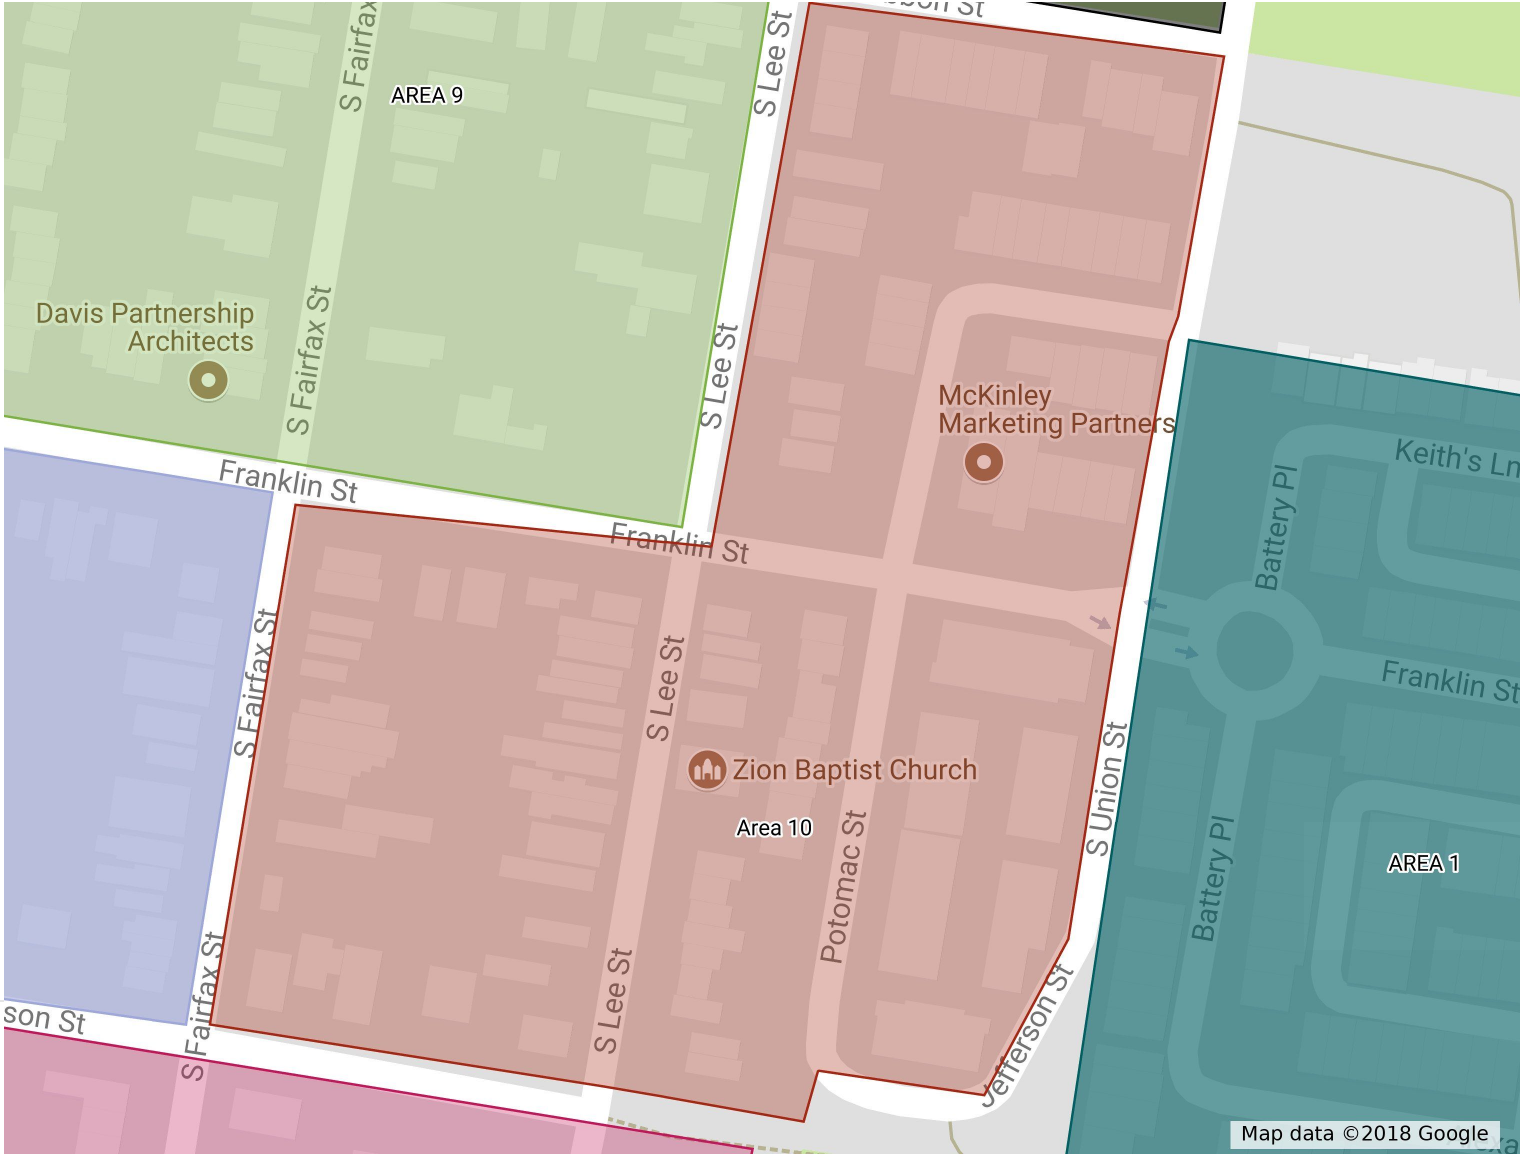 S Lee St
S Fairfax
AREA 9
Davis Partnership
Architects
S Fairfax St
S Lee St
McKinley
Marketing Partners
Keith's Ln
Battery Pl
Franklin St
Franklin St
S Fairfax St
S Lee St
Franklin St
Zion Baptist Church
Area 10
S Union St
Potomac St
Battery Pl
AREA 1
son St
S Fairfax St
S Lee St
Jefferson St
Map data ©2018 Google